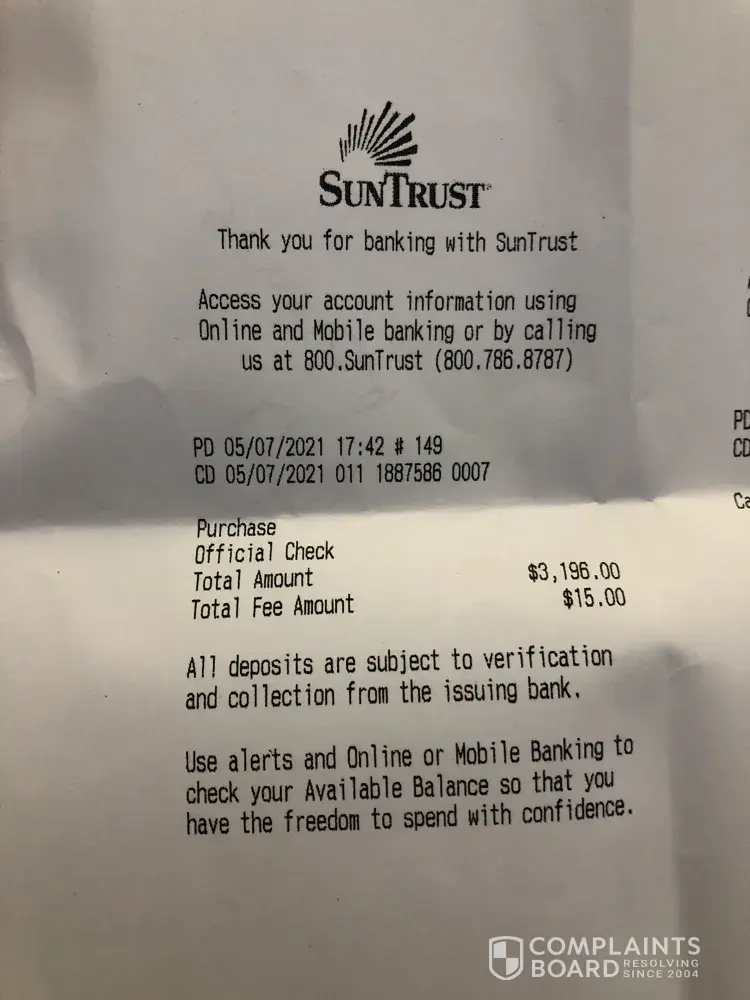 SUNTRUST
Thank you for banking with SunTrust
Access your account information using
Online and Mobile banking or by calling
us at 800.SunTrust (800.786.8787)
PD 05/07/2021 17:42 # 149
CD 05/07/2021 011 1887586 0007
Purchase
Official Check
Total Amount $3,196.00
Total Fee Amount $15.00
All deposits are subject to verification
and collection from the issuing bank.
Use alerts and Online or Mobile Banking to
check your Available Balance so that you
have the freedom to spend with confidence.
PD
CD
Ca
COMPLAINTS
BOARD RESOLVING
SINCE 2004